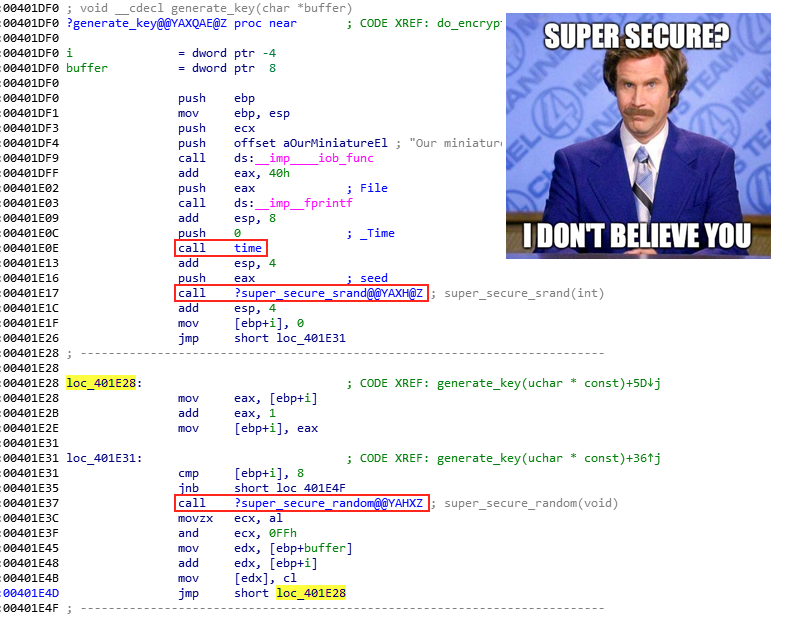 :00401DF0 ; void __cdecl generate_key(char *buffer)
:00401DF0 ?generate_key@@YAXQAE@Z proc near ; CODE XREF: do_encryp
:00401DF0
:00401DF0 i = dword ptr -4
:00401DF0 buffer = dword ptr 8
:00401DF0
:00401DF0 push ebp
:00401DF1 mov ebp, esp
:00401DF3 push ecx
:00401DF4 push offset aOurMiniatureEl ; "Our miniature
:00401DF9 call ds:__imp____iob_func
:00401DFF add eax, 40h
:00401E02 push eax ; File
:00401E03 call ds:__imp__fprintf
:00401E09 add esp, 8
:00401E0C push 0 ; _Time
:00401E0E call time
:00401E13 add esp, 4
:00401E16 push eax ; seed
:00401E17 call ?super_secure_srand@@YAXH@Z ; super_secure_srand(int)
:00401E1C add esp, 4
:00401E1F mov [ebp+i], 0
:00401E26 jmp short loc_401E31
:00401E28 ; ---------------------------------------------------------------------------
:00401E28
:00401E28 loc_401E28: ; CODE XREF: generate_key(uchar * const)+5D↓j
:00401E28 mov eax, [ebp+i]
:00401E2B add eax, 1
:00401E2E mov [ebp+i], eax
:00401E31
:00401E31 loc_401E31: ; CODE XREF: generate_key(uchar * const)+36↑j
:00401E31 cmp [ebp+i], 8
:00401E35 jnb short loc_401E4F
:00401E37 call ?super_secure_random@@YAHXZ ; super_secure_random(void)
:00401E3C movzx ecx, al
:00401E3F and ecx, 0FFh
:00401E45 mov edx, [ebp+buffer]
:00401E48 add edx, [ebp+i]
:00401E4B mov [edx], cl
:00401E4D jmp short loc_401E28
:00401E4F ; ---------------------------------------------------------------------------
SUPER SECURE?
I DON'T BELIEVE YOU